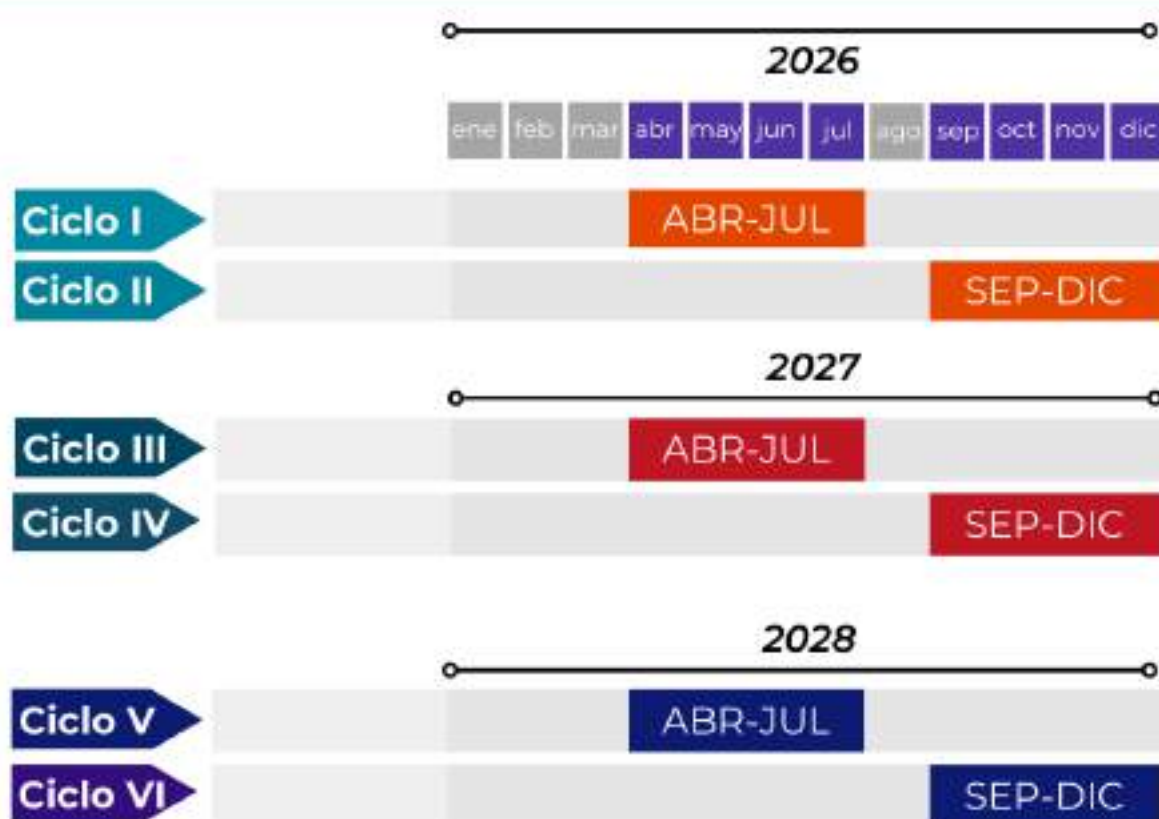 2026
ene feb mar abr may jun jul ago sep oct nov dic
Ciclo I ABR-JUL
Ciclo II SEP-DIC
2027
Ciclo III ABR-JUL
Ciclo IV SEP-DIC
2028
Ciclo V ABR-JUL
Ciclo VI SEP-DIC